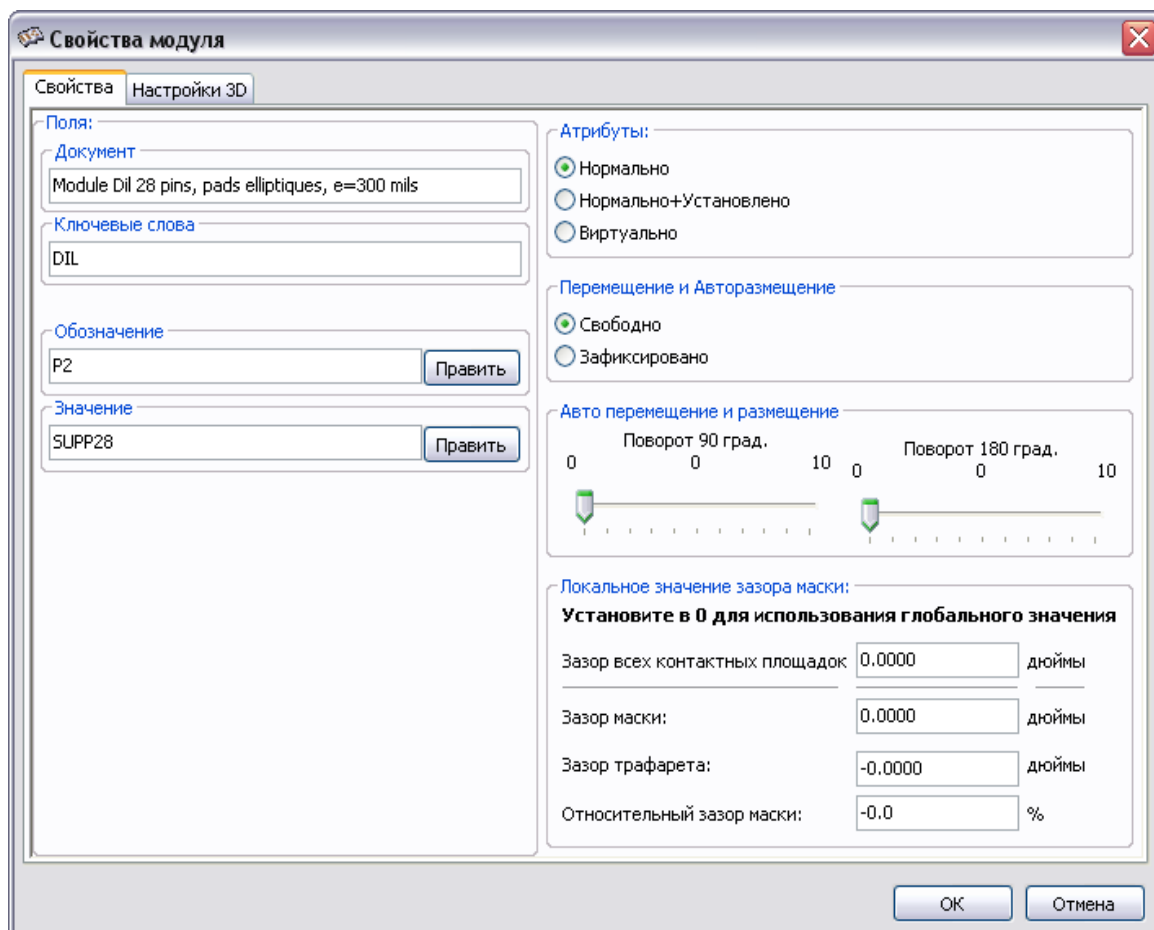 Свойства модуля
Свойства
Настройки 3D
Поля:
Документ
Module Dil 28 pins, pads elliptiques, e=300 mils
Ключевые слова
DIL
Обозначение
P2
Править
Значение
SUPP28
Править
Атрибуты:
Нормально
Нормально+Установлено
Виртуально
Перемещение и Авторазмещение
Свободно
Зафиксировано
Авто перемещение и размещение
Поворот 90 град.
0 0 10
Поворот 180 град.
0 0 10
Локальное значение зазора маски:
Установите в 0 для использования глобального значения
Зазор всех контактных площадок 0.0000 дюймы
Зазор маски: 0.0000 дюймы
Зазор трафарета: -0.0000 дюймы
Относительный зазор маски: -0.0 %
OK
Отмена